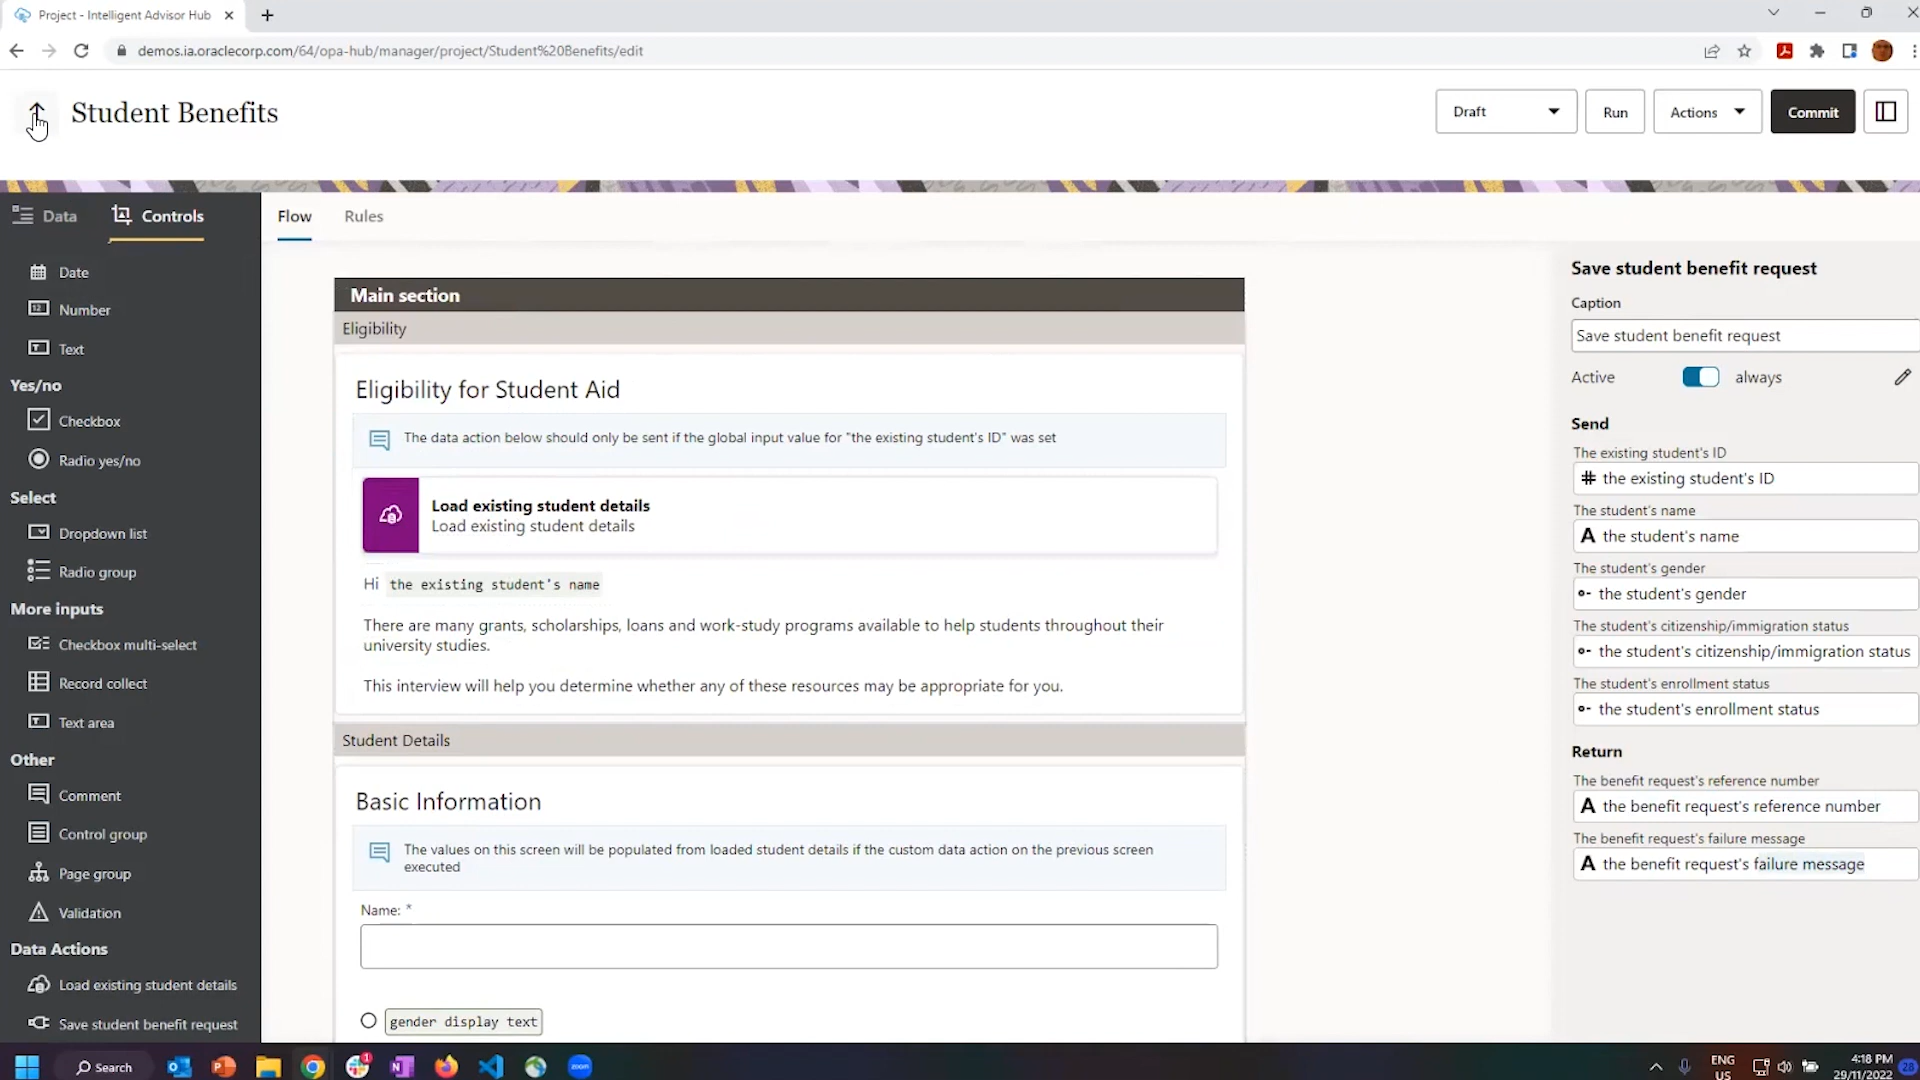 Project - Intelligent Advisor Hub
demos.ia.oraclecorp.com/64/opa-hub/manager/project/Student%20Benefits/edit
Student Benefits
Draft
Run
Actions
Commit
Data
Controls
Flow
Rules
Date
Number
Text
Yes/no
Checkbox
Radio yes/no
Select
Dropdown list
Radio group
More inputs
Checkbox multi-select
Record collect
Text area
Other
Comment
Control group
Page group
Validation
Data Actions
Load existing student details
Save student benefit request
Main section
Eligibility
Eligibility for Student Aid
The data action below should only be sent if the global input value for "the existing student's ID" was set
Load existing student details
Load existing student details
Hi the existing student's name
There are many grants, scholarships, loans and work-study programs available to help students throughout their
university studies.
This interview will help you determine whether any of these resources may be appropriate for you.
Student Details
Basic Information
The values on this screen will be populated from loaded student details if the custom data action on the previous screen
executed
Name: *
gender display text
Save student benefit request
Caption
Save student benefit request
Active
always
Send
The existing student's ID
# the existing student's ID
The student's name
A the student's name
The student's gender
the student's gender
The student's citizenship/immigration status
the student's citizenship/immigration status
The student's enrollment status
the student's enrollment status
Return
The benefit request's reference number
A the benefit request's reference number
The benefit request's failure message
A the benefit request's failure message
Search
zoom
1
ENG
US
4:18 PM
29/11/2022
28